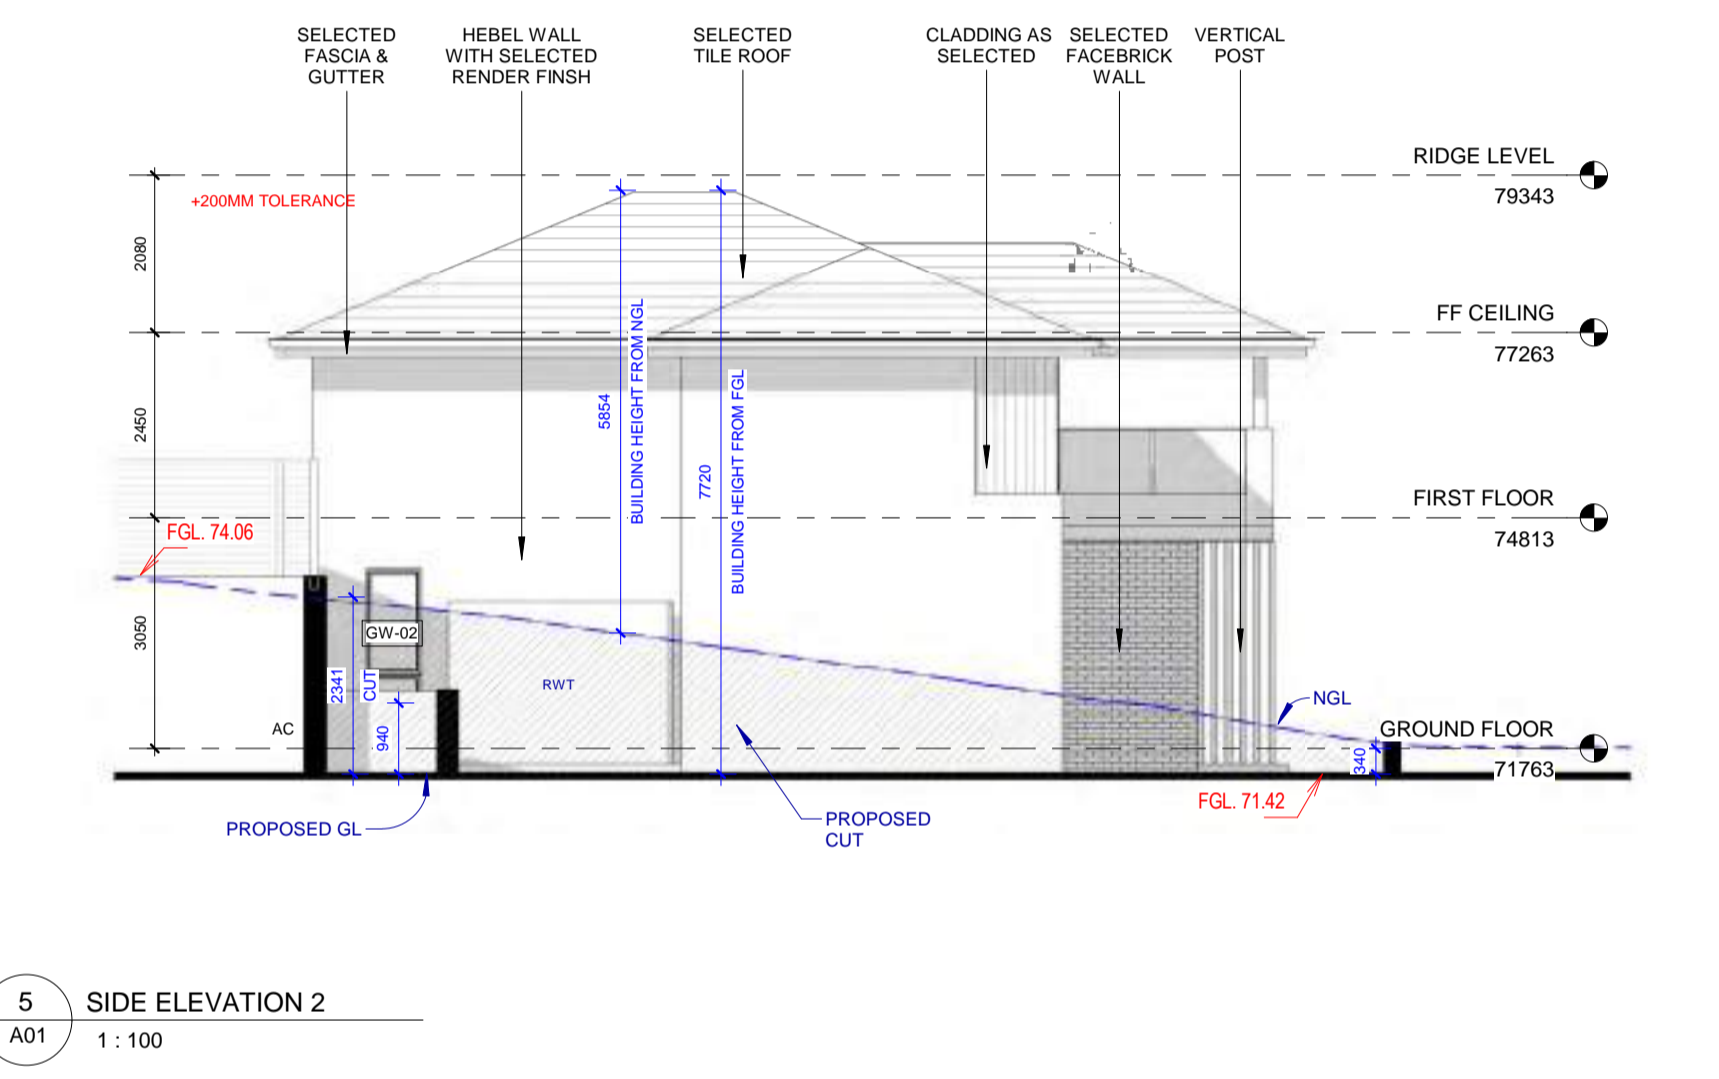 SELECTED
FASCIA &
GUTTER
HEBEL WALL
WITH SELECTED
RENDER FINSH
SELECTED
TILE ROOF
CLADDING AS
SELECTED
SELECTED
FACEBRICK
WALL
VERTICAL
POST
RIDGE LEVEL
79343
+200MM TOLERANCE
2080
FF CEILING
77263
BUILDING HEIGHT FROM NGL
5854
BUILDING HEIGHT FROM FGL
7720
2450
FIRST FLOOR
74813
FGL. 74.06
3050
GW-02
2341
CUT
RWT
NGL
AC
940
GROUND FLOOR
71763
340
FGL. 71.42
PROPOSED GL
PROPOSED
CUT
5
A01
SIDE ELEVATION 2
1 : 100